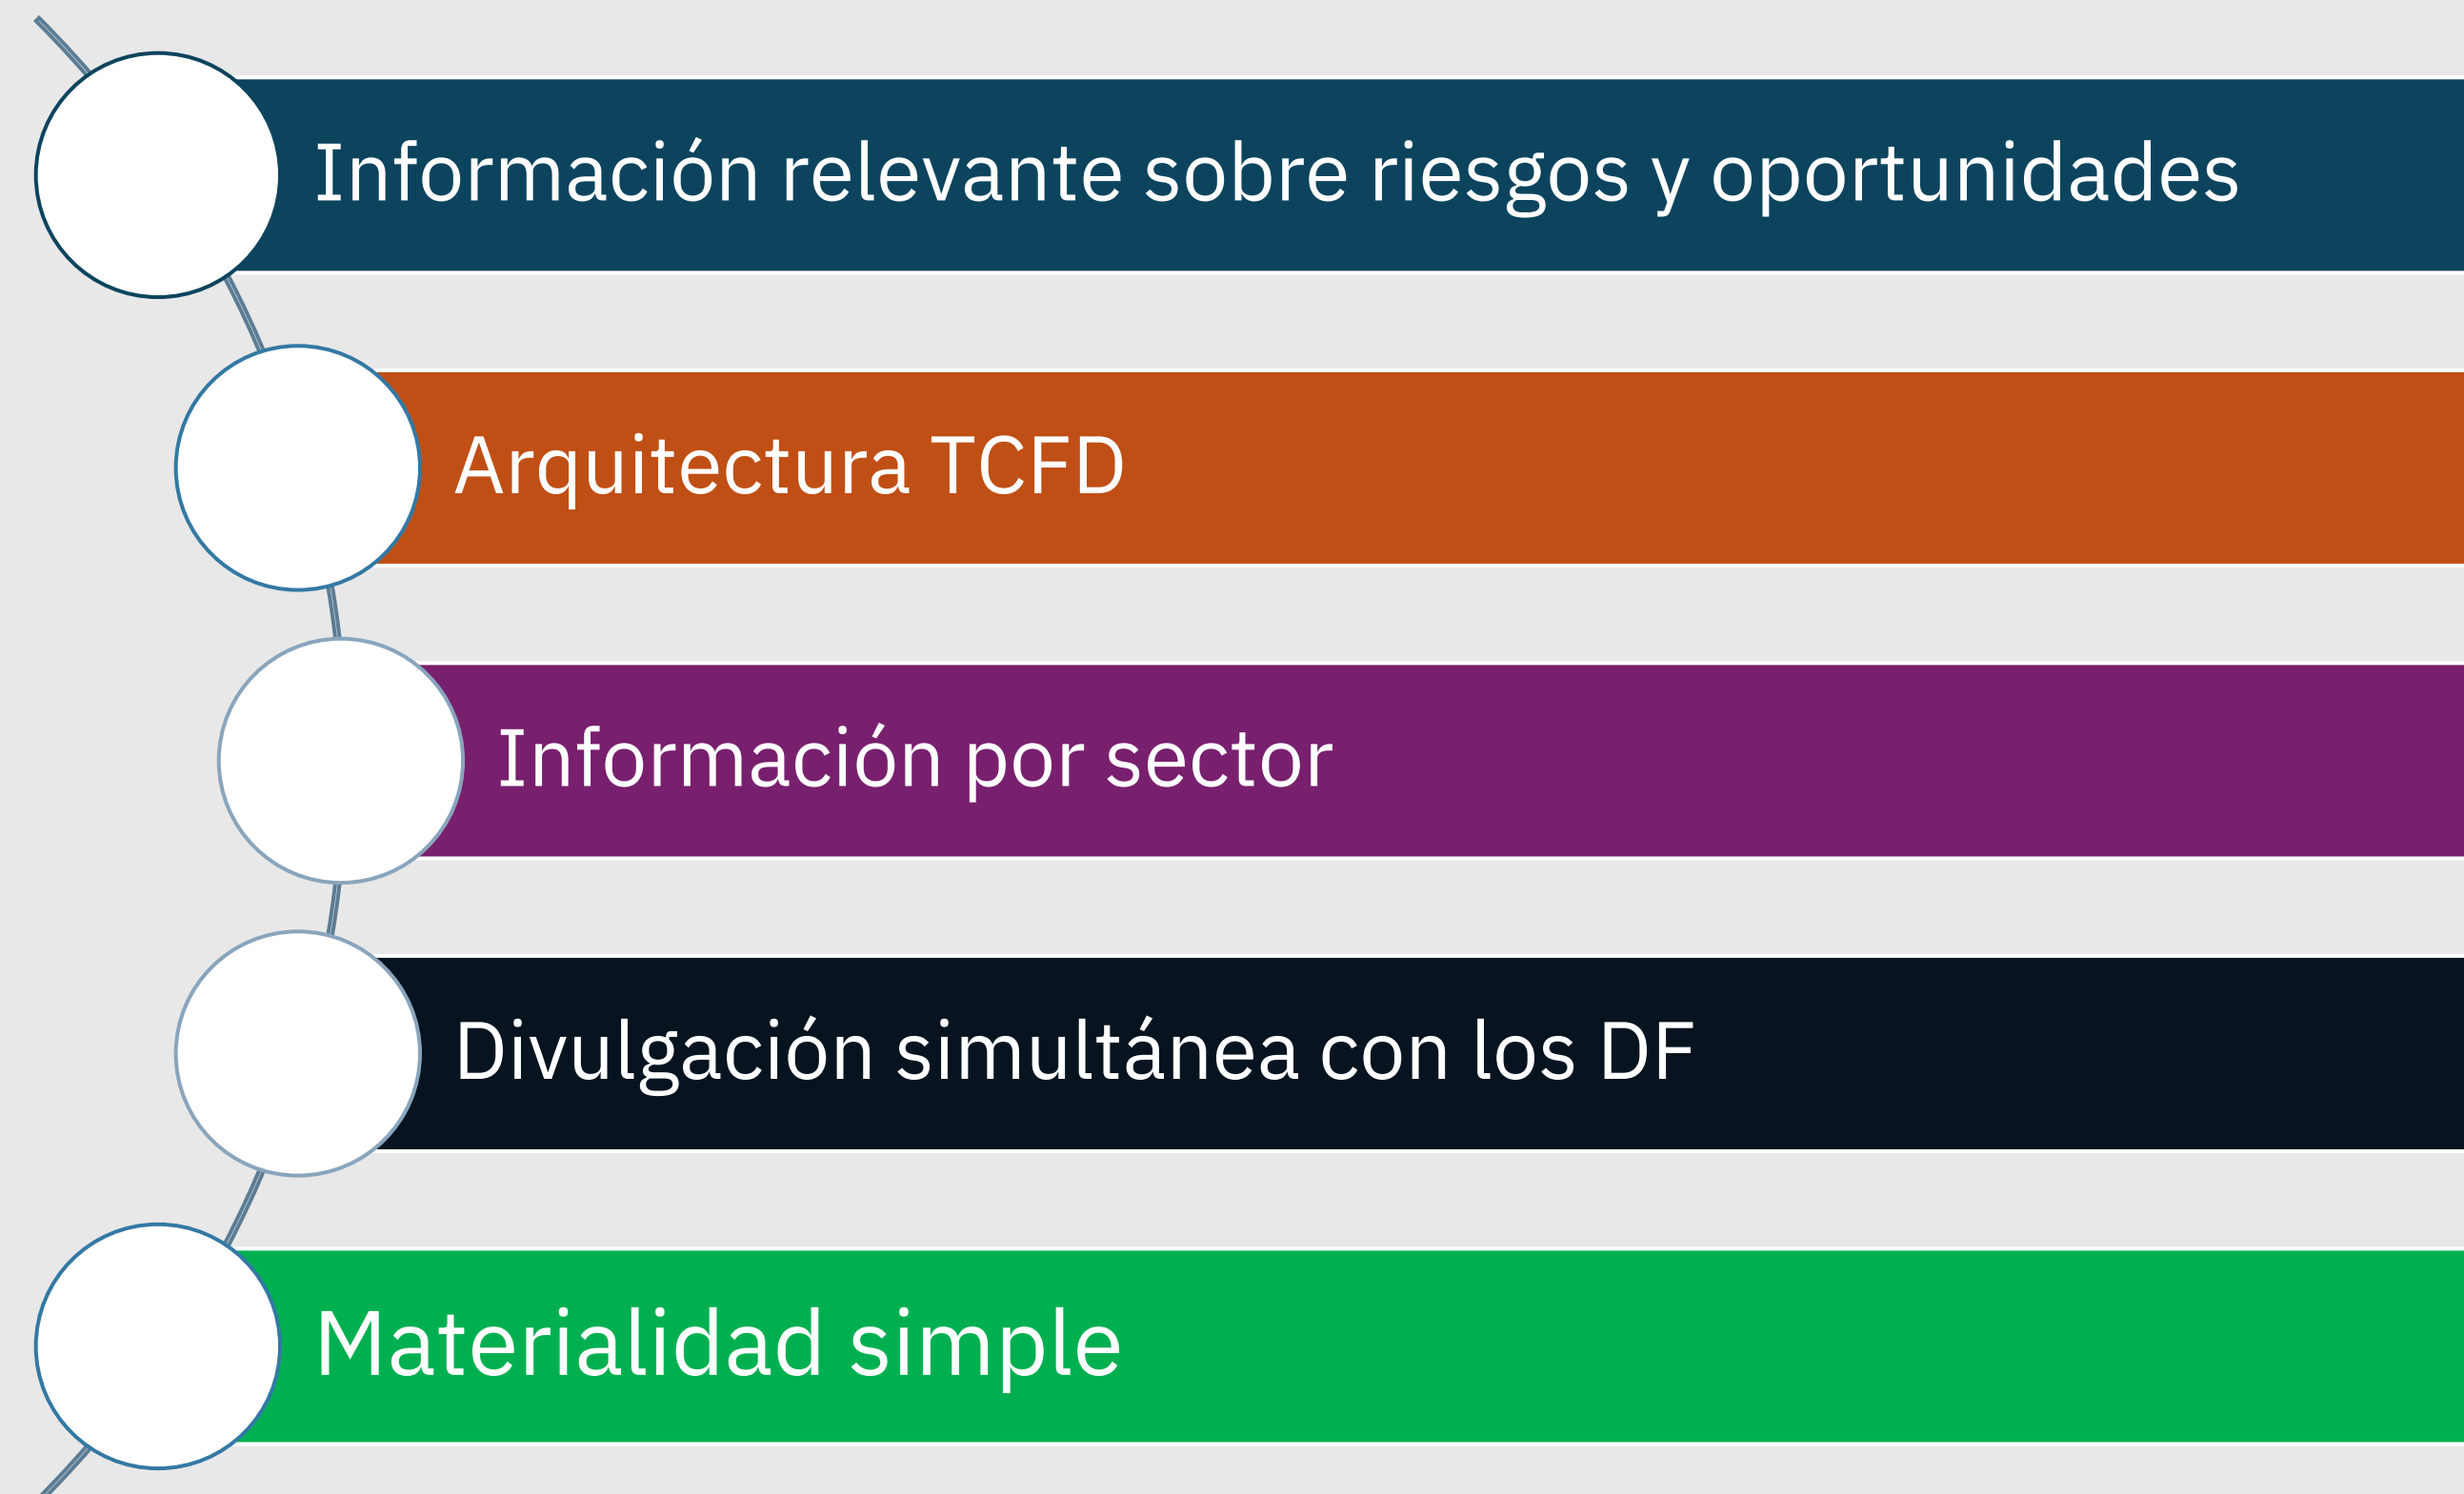 Información relevante sobre riesgos y oportunidades
Arquitectura TCFD
Información por sector
Divulgación simultánea con los DF
Materialidad simple